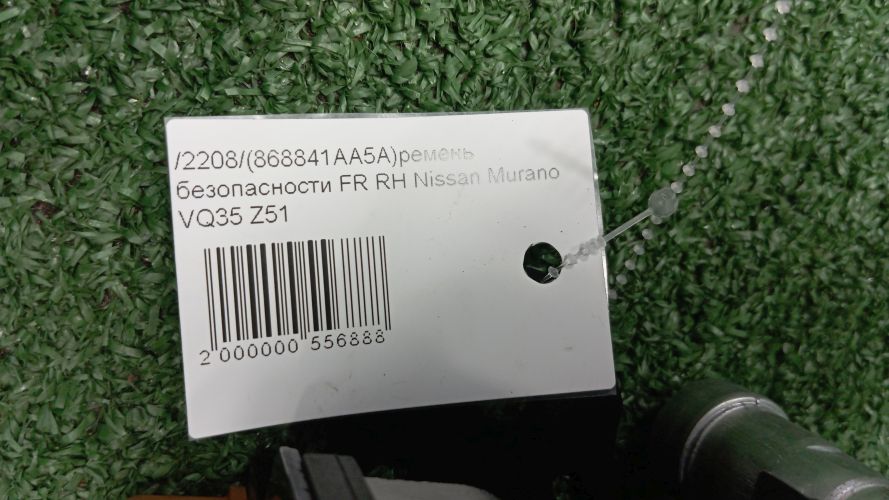 /2208/(868841AA5A)ремень
безопасности FR RH Nissan Murano
VQ35 Z51
2 000000 556888